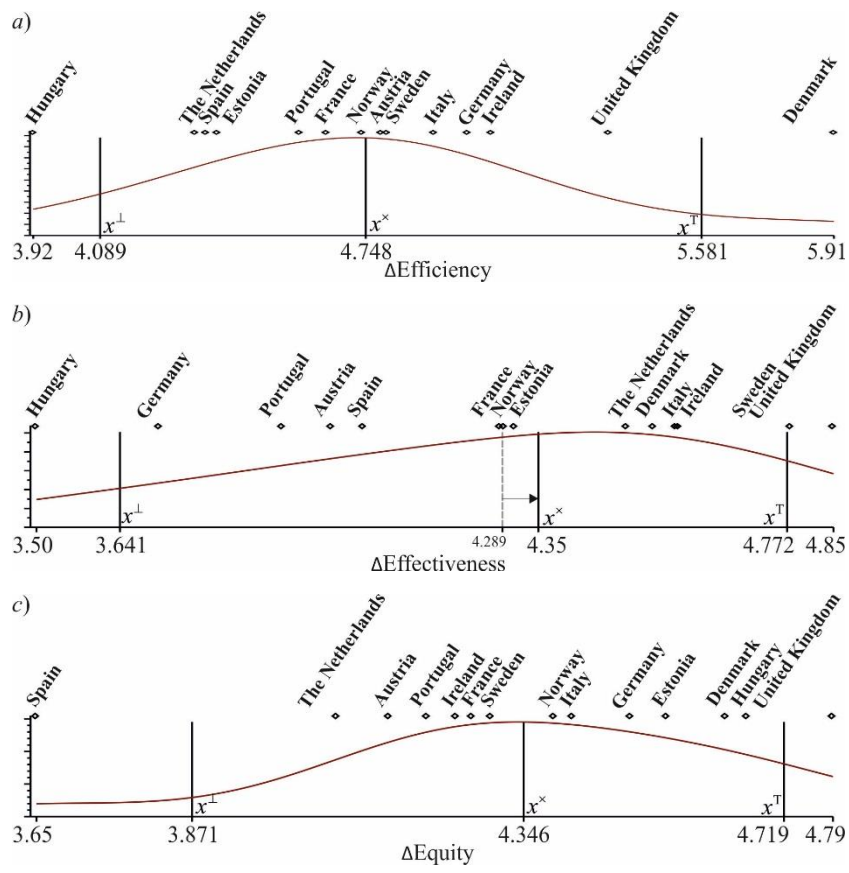 a)
Hungary
The Netherlands
Spain
Estonia
Portugal
France
Norway
Austria
Sweden
Italy
Germany
Ireland
United Kingdom
Denmark
x⊥ x× xT
3.92 4.089 4.748 5.581 5.91
ΔEfficiency
b)
Hungary
Germany
Portugal
Austria
Spain
France
Norway
Estonia
The Netherlands
Denmark
Italy
Ireland
Sweden
United Kingdom
x⊥ x× xT
3.50 3.641 4.289 4.35 4.772 4.85
ΔEffectiveness
c)
Spain
The Netherlands
Austria
Portugal
Ireland
France
Sweden
Norway
Italy
Germany
Estonia
Denmark
Hungary
United Kingdom
x⊥ x× xT
3.65 3.871 4.346 4.719 4.79
ΔEquity